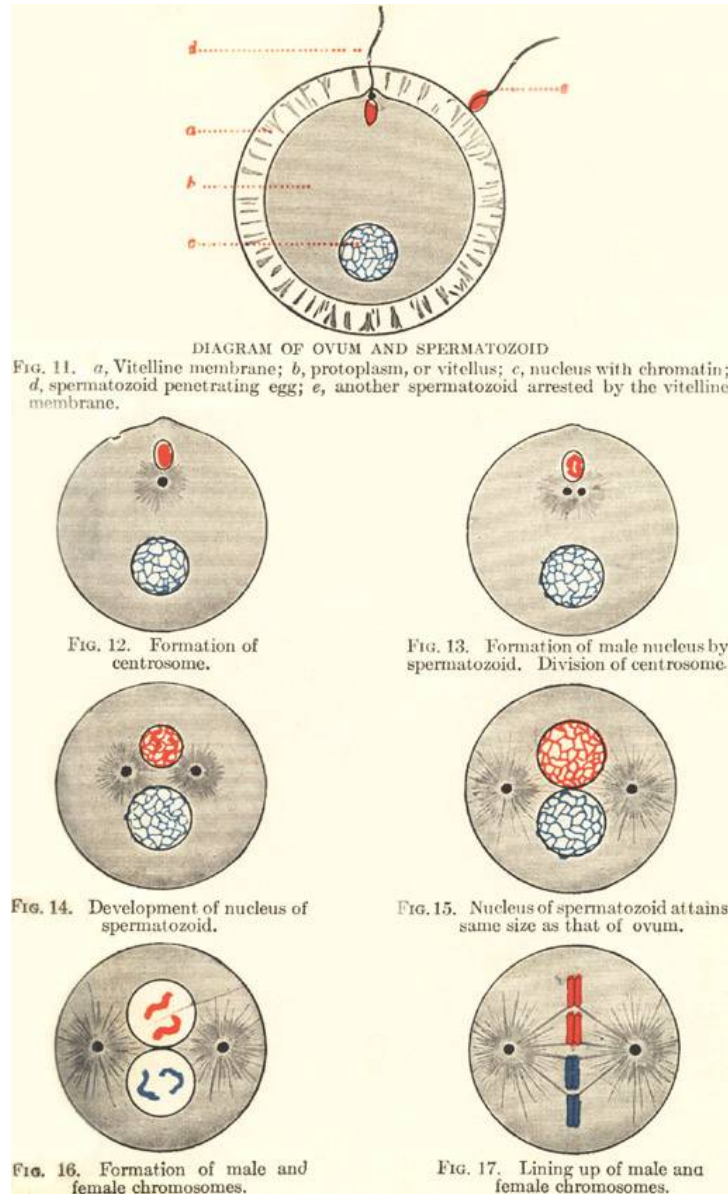 d
e
a
b
c
DIAGRAM OF OVUM AND SPERMATOZOID
FIG. 11. a, Vitelline membrane; b, protoplasm, or vitellus; c, nucleus with chromatin;
d, spermatozoid penetrating egg; e, another spermatozoid arrested by the vitelline
membrane.
FIG. 12. Formation of
centrosome.
FIG. 13. Formation of male nucleus by
spermatozoid. Division of centrosome.
FIG. 14. Development of nucleus of
spermatozoid.
FIG. 15. Nucleus of spermatozoid attains
same size as that of ovum.
FIG. 16. Formation of male and
female chromosomes.
FIG. 17. Lining up of male and
female chromosomes.